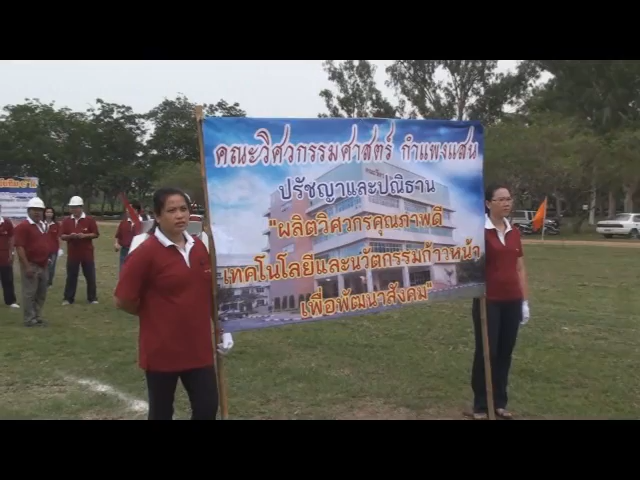 คณะวิศวกรรมศาสตร์ กำแพงแสน
ปรัชญาและปณิธาน
"ผลิตวิศวกรคุณภาพดี
เทคโนโลยีและนวัตกรรมก้าวหน้า
เพื่อพัฒนาสังคม"